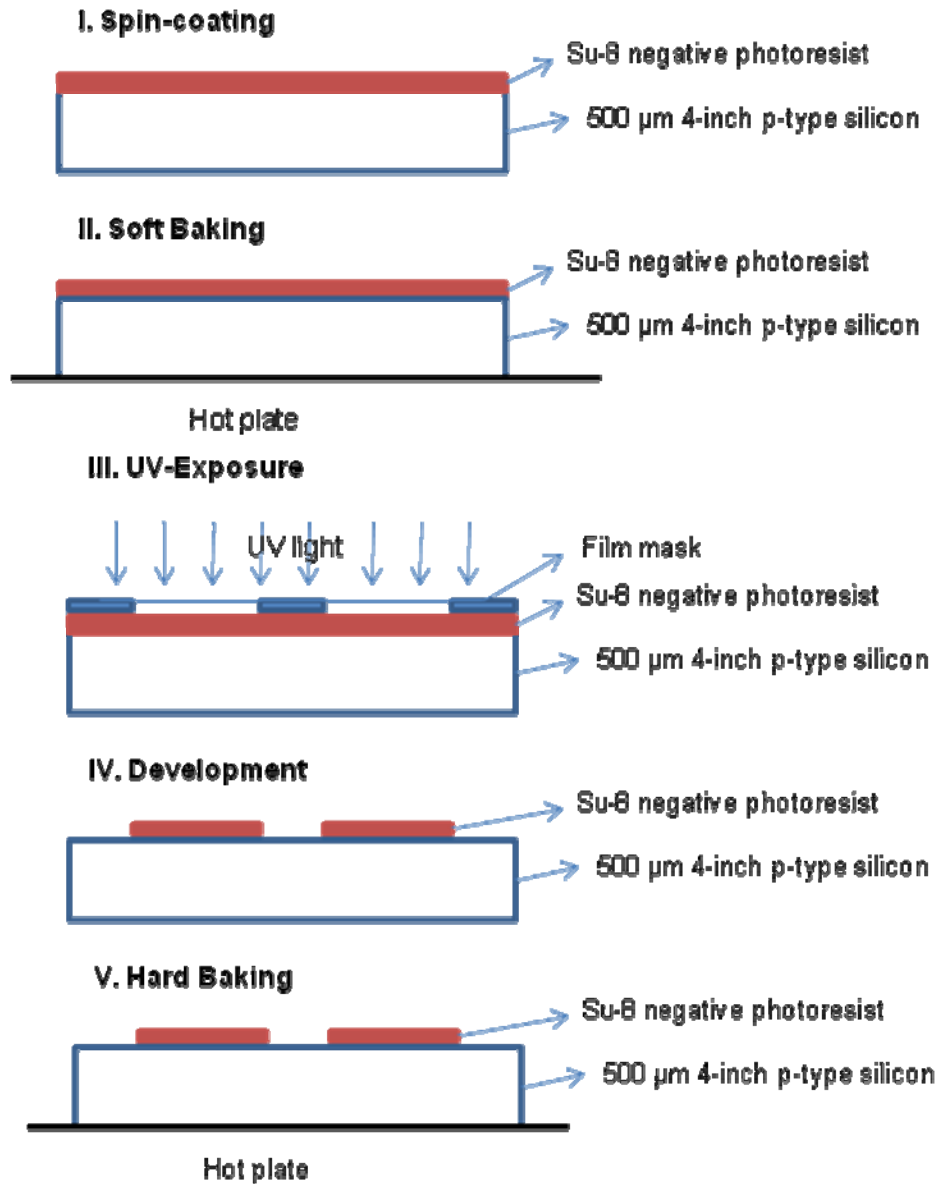 I. Spin-coating
Su-8 negative photoresist
500 µm 4-inch p-type silicon
II. Soft Baking
Su-8 negative photoresist
500 µm 4-inch p-type silicon
Hot plate
III. UV-Exposure
UV light
Film mask
Su-8 negative photoresist
500 µm 4-inch p-type silicon
IV. Development
Su-8 negative photoresist
500 µm 4-inch p-type silicon
V. Hard Baking
Su-8 negative photoresist
500 µm 4-inch p-type silicon
Hot plate